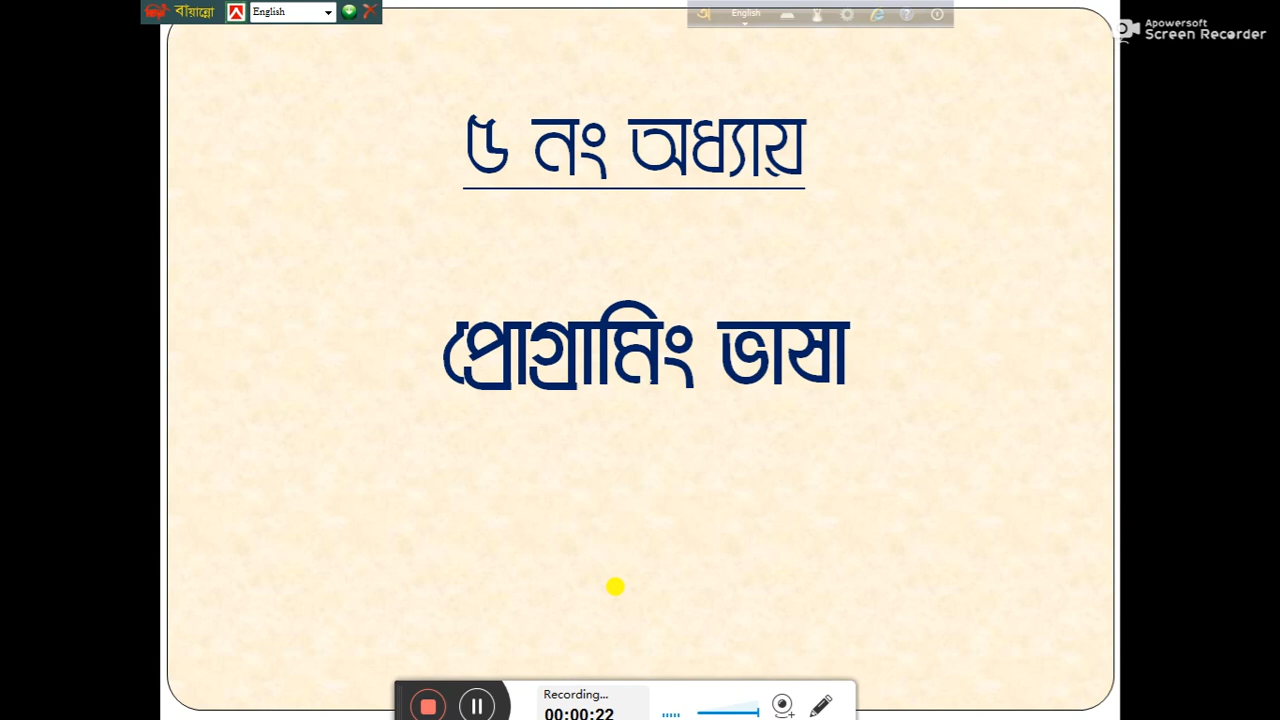 বায়ান্নো English
English
Apowersoft
Screen Recorder
৫ নং অধ্যায়
প্রোগ্রামিং ভাষা
Recording...
00:00:22